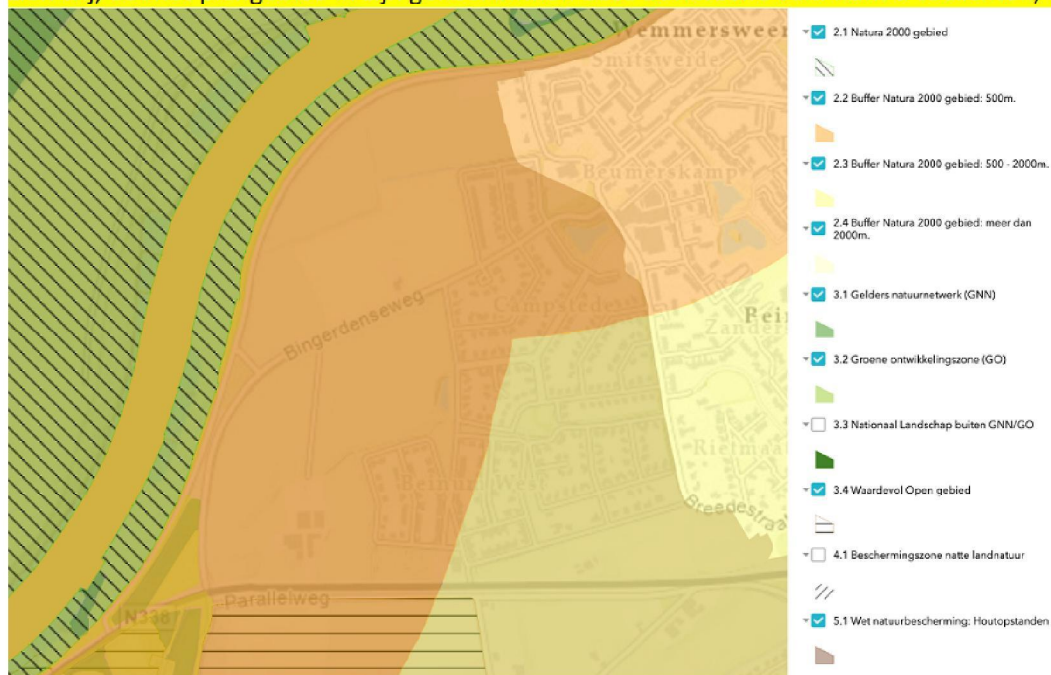 Wemmersweer
Smitsweide
Beumerskamp
Bingerdenseweg
Rei
Zander
Rietmaat
Beinum West
Breedestraat
Parallelweg
N338
2.1 Natura 2000 gebied
2.2 Buffer Natura 2000 gebied: 500m.
2.3 Buffer Natura 2000 gebied: 500 - 2000m.
2.4 Buffer Natura 2000 gebied: meer dan
2000m.
3.1 Gelders natuurnetwerk (GNN)
3.2 Groene ontwikkelingszone (GO)
3.3 Nationaal Landschap buiten GNN/GO
3.4 Waardevol Open gebied
4.1 Beschermingszone natte landnatuur
5.1 Wet natuurbescherming: Houtopstanden